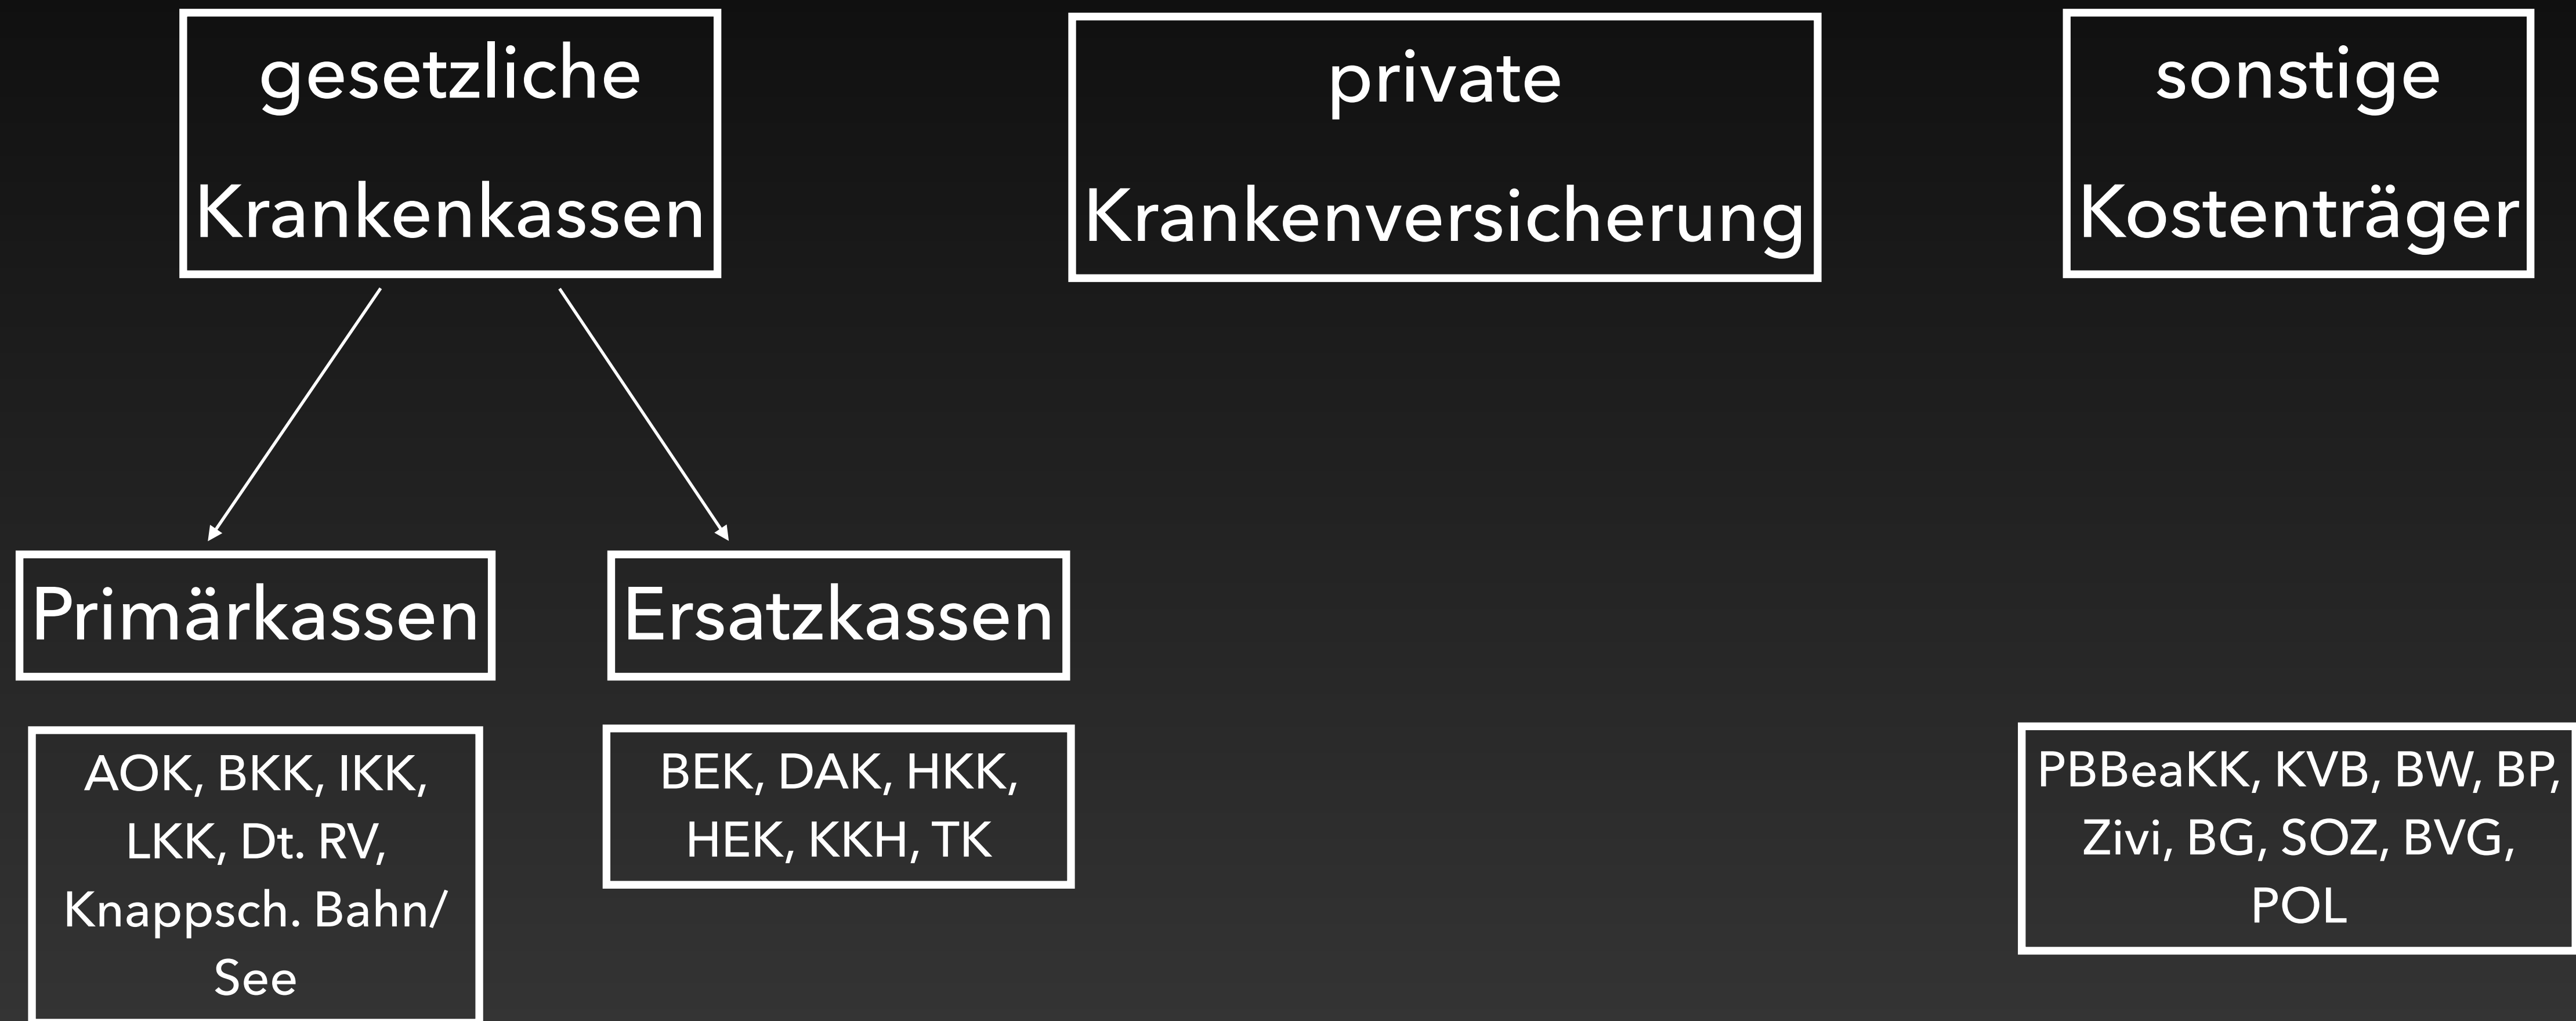 gesetzliche
Krankenkassen
private
Krankenversicherung
sonstige
Kostenträger
Primärkassen
Ersatzkassen
AOK, BKK, IKK,
LKK, Dt. RV,
Knappsch. Bahn/
See
BEK, DAK, HKK,
HEK, KKH, TK
PBBeaKK, KVB, BW, BP,
Zivi, BG, SOZ, BVG,
POL